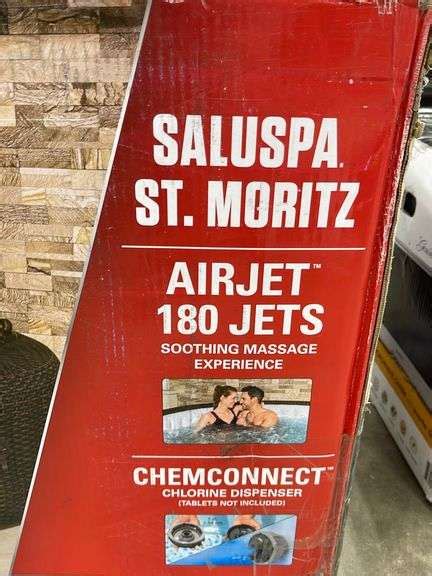 SALUSPA.
ST. MORITZ
AIRJET™
180 JETS
SOOTHING MASSAGE
EXPERIENCE
CHEMCONNECT™
CHLORINE DISPENSER
(TABLETS NOT INCLUDED)